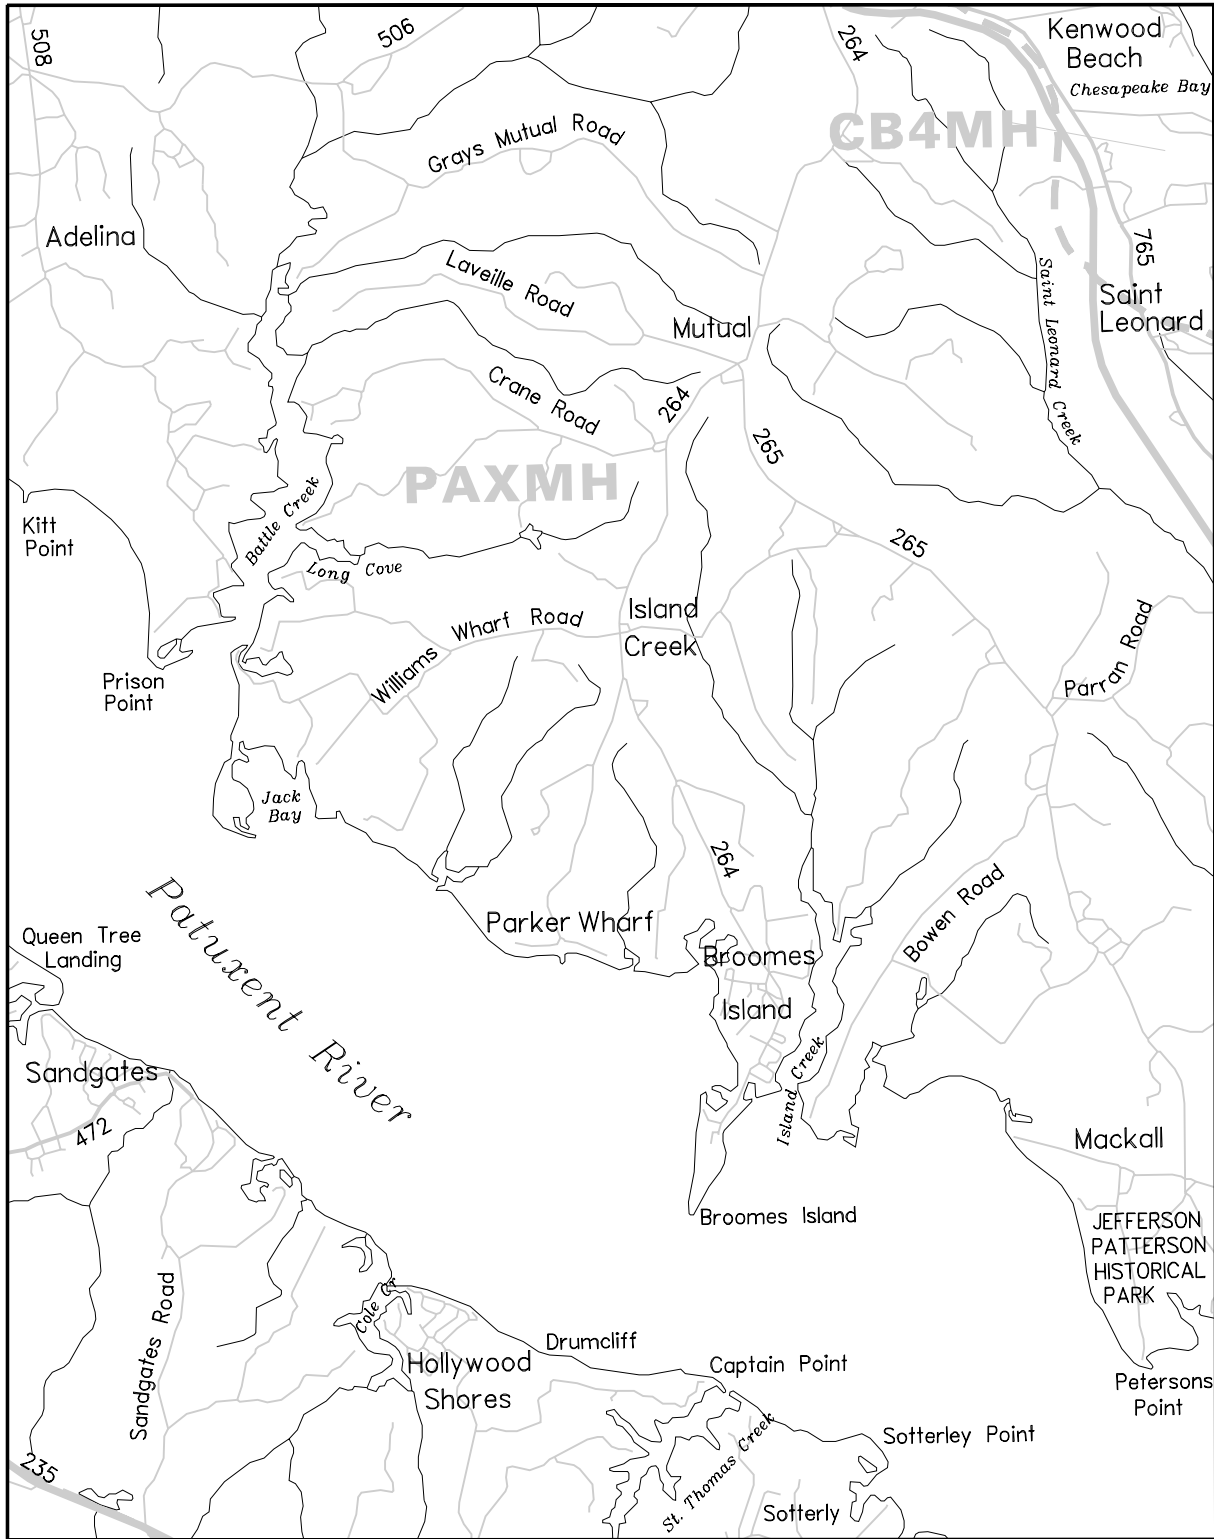 508
506
264
Kenwood
Beach
Chesapeake Bay
CB4MH
Grays Mutual Road
Adelina
765
Laveille Road
Saint Leonard Creek
Saint
Leonard
Mutual
Crane Road
264
265
PAXMH
Battle Creek
Kitt
Point
265
Long Cove
Island
Creek
Williams Wharf Road
Parran Road
Prison
Point
Jack
Bay
264
Patuxent River
Parker Wharf
Bowen Road
Queen Tree
Landing
Broomes
Island
Sandgates
Island Creek
472
Mackall
Broomes Island
JEFFERSON
PATTERSON
HISTORICAL
PARK
Sandgates Road
Cole Cr
Drumcliff
Hollywood
Shores
Captain Point
Petersons
Point
St. Thomas Creek
Sotterley Point
235
Sotterly